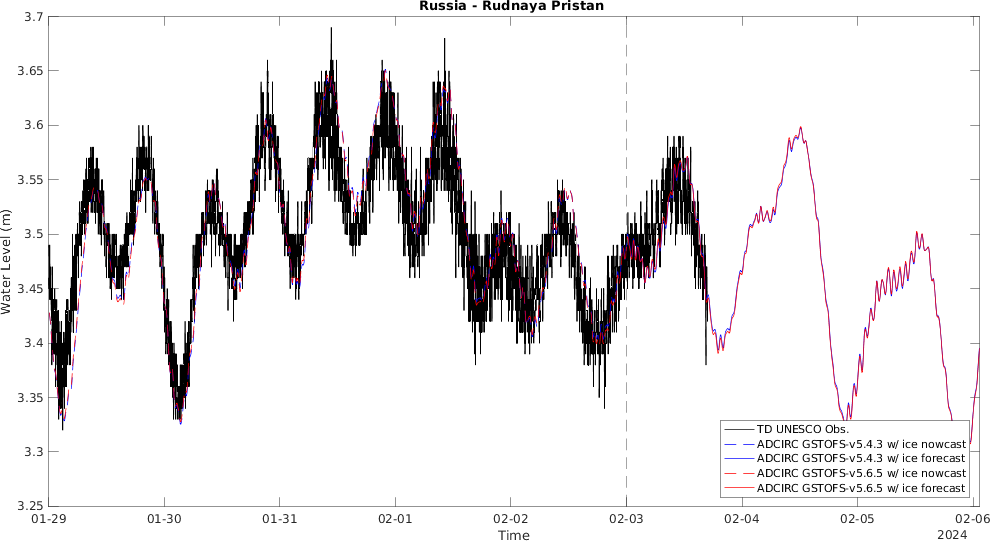 Russia - Rudnaya Pristan
3.7
3.65
3.6
3.55
3.5
3.45
3.4
3.35
3.3
3.25
Water Level (m)
TD UNESCO Obs.
ADCIRC GSTOFS-v5.4.3 w/ ice nowcast
ADCIRC GSTOFS-v5.4.3 w/ ice forecast
ADCIRC GSTOFS-v5.6.5 w/ ice nowcast
ADCIRC GSTOFS-v5.6.5 w/ ice forecast
01-29 01-30 01-31 02-01 02-02 02-03 02-04 02-05 02-06
Time
2024